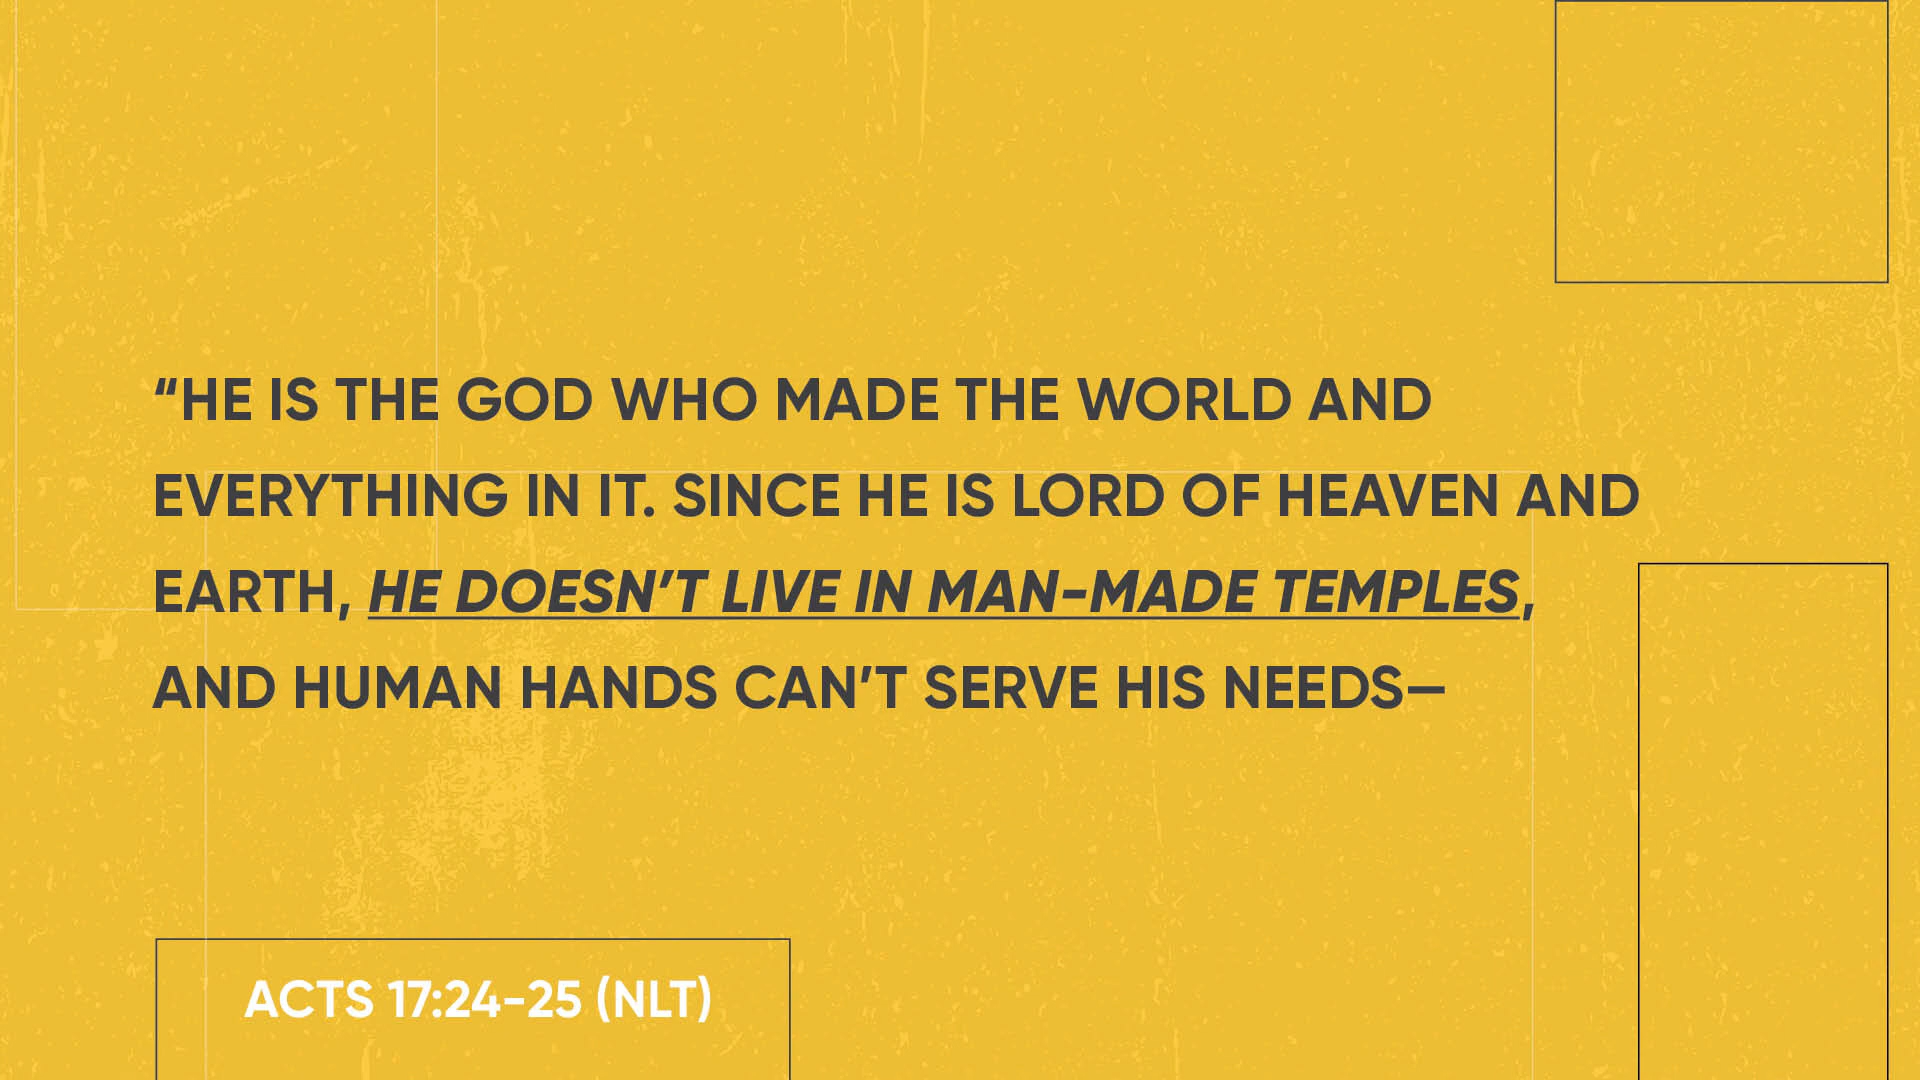 “HE IS THE GOD WHO MADE THE WORLD AND
EVERYTHING IN IT. SINCE HE IS LORD OF HEAVEN AND
EARTH, HE DOESN’T LIVE IN MAN-MADE TEMPLES,
AND HUMAN HANDS CAN’T SERVE HIS NEEDS—
ACTS 17:24-25 (NLT)